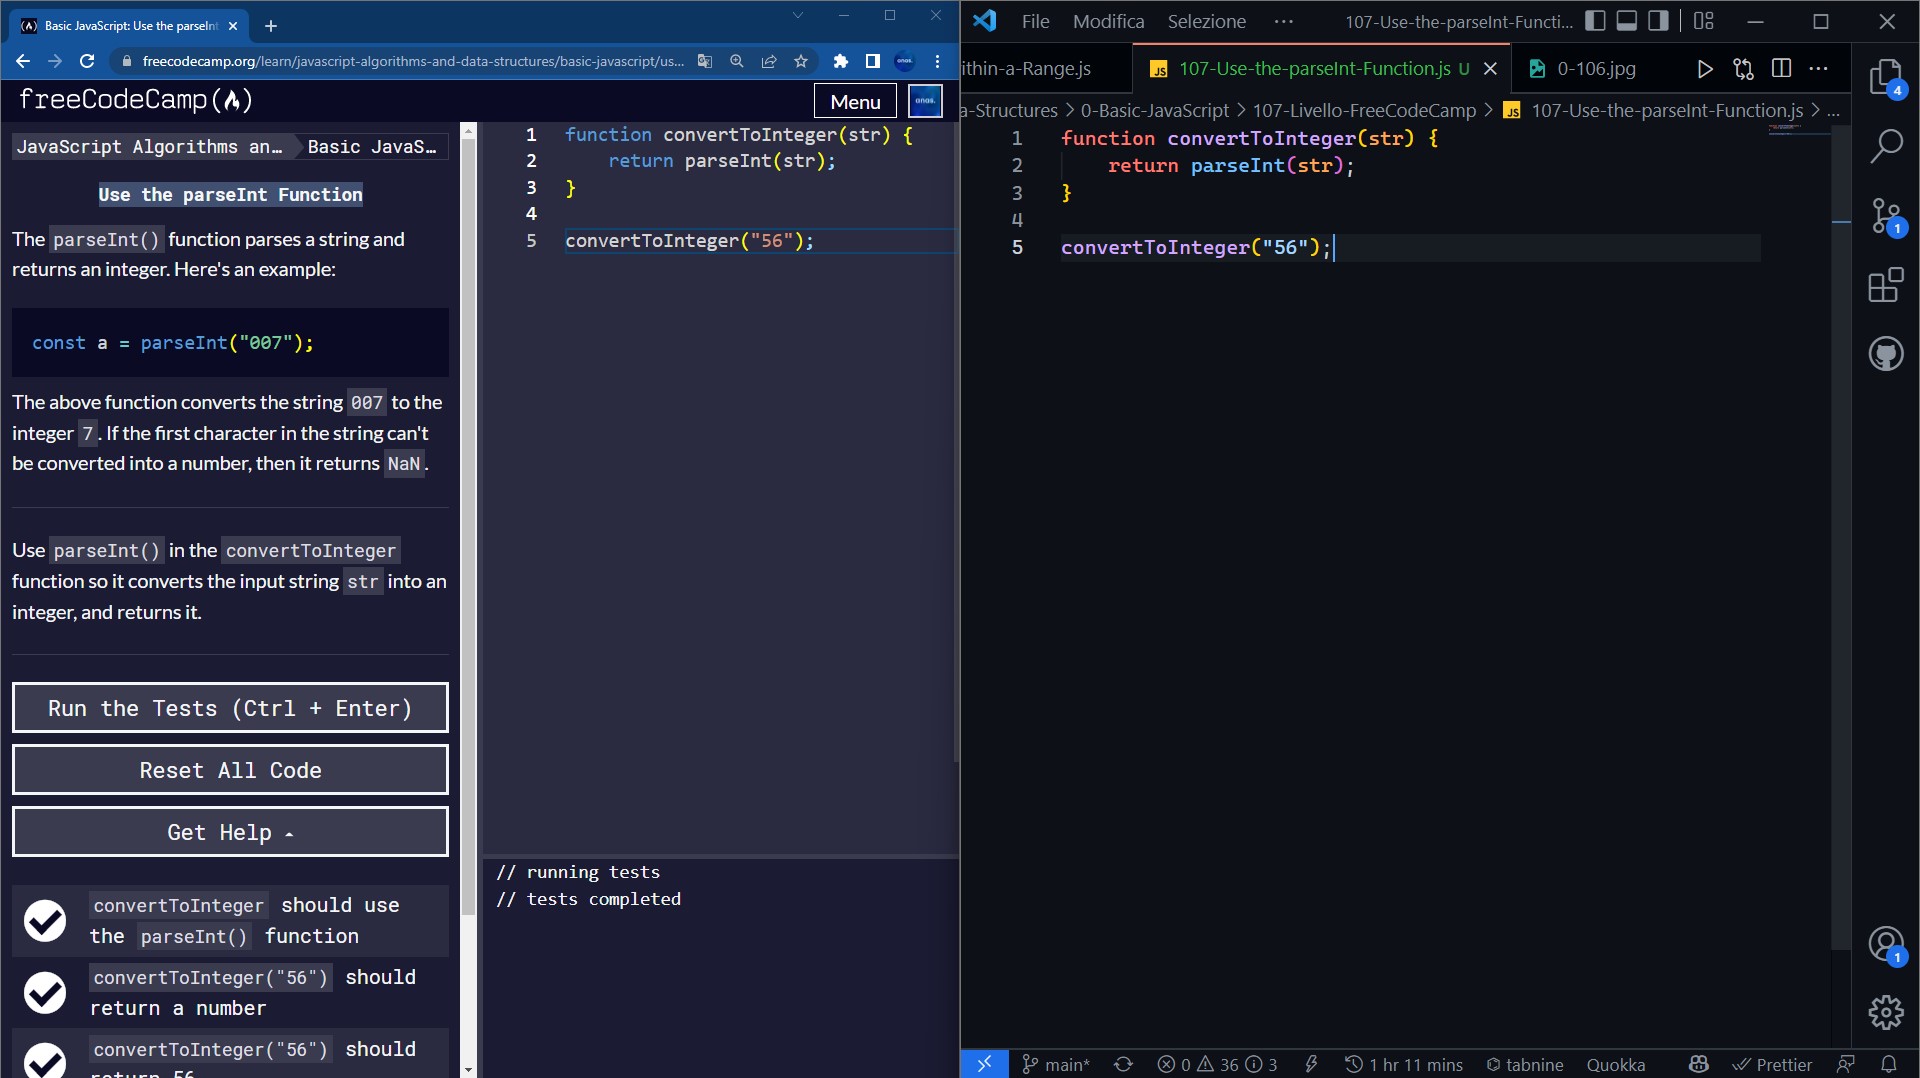 Basic JavaScript: Use the parseInt
freecodecamp.org/learn/javascript-algorithms-and-data-structures/basic-javascript/us...
freeCodeCamp(🔥)
Menu
anas.
JavaScript Algorithms an...
Basic JavaS...
Use the parseInt Function
The parseInt() function parses a string and
returns an integer. Here's an example:
const a = parseInt("007");
The above function converts the string 007 to the
integer 7. If the first character in the string can't
be converted into a number, then it returns NaN.
Use parseInt() in the convertToInteger
function so it converts the input string str into an
integer, and returns it.
Run the Tests (Ctrl + Enter)
Reset All Code
Get Help
convertToInteger should use
the parseInt() function
convertToInteger("56") should
return a number
convertToInteger("56") should
return 56
1 function convertToInteger(str) {
2 return parseInt(str);
3 }
4
5 convertToInteger("56");
// running tests
// tests completed
File Modifica Selezione ··· 107-Use-the-parseInt-Functi...
ithin-a-Range.js
JS 107-Use-the-parseInt-Function.js U
0-106.jpg
a-Structures > 0-Basic-JavaScript > 107-Livello-FreeCodeCamp > JS 107-Use-the-parseInt-Function.js > ...
1 function convertToInteger(str) {
2 return parseInt(str);
3 }
4
5 convertToInteger("56");
4
1
1
main* 0 36 3 1 hr 11 mins tabnine Quokka Prettier